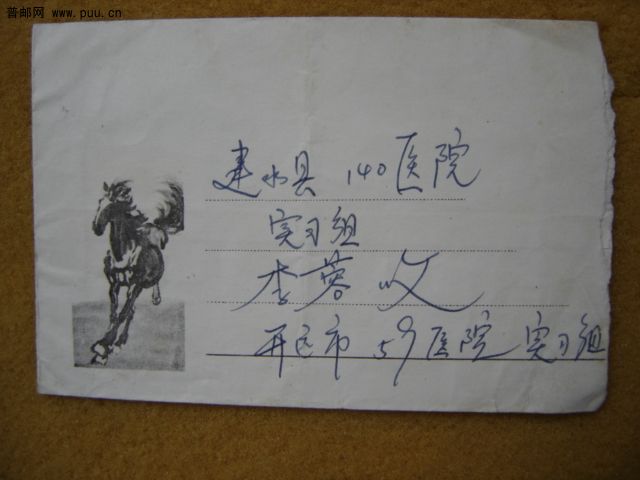 普邮网 www.puu.cn
建水县 140医院
实习组
李蓉 收
开远市 59医院 实习组